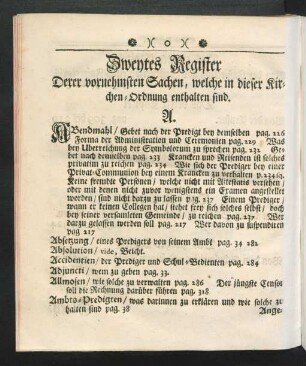 Zweytes Register
Derer vornehmsten Sachen, welche in dieser Kir-
chen-Ordnung enthalten sind.
A.
ABendmahl / Gebet nach der Predigt bey demselben pag. 226
Forma der Administration und Ceremonien pag. 229 Was
bey Uberreichung der Symbolorum zu sprechen pag. 232 Ge-
bet nach demselben pag. 233 Krancken und Reisenden ist solches
privatim zu reichen pag. 234 Wie sich der Prediger bey einer
Privat-Communion bey einem Krancken zu verhalten p.234 sq.
Keine fremde Personen / welche nicht mit Attestatis versehen /
oder mit denen nicht zuvor wenigstens ein Examen angestellet
worden / sind nicht darzu zu lassen pag. 237 Einem Prediger /
wann er keinen Collegen hat / stehet frey sich solches selbst / doch
bey seiner versamleten Gemeinde / zu reichen pag. 237 Wer
darzu gelassen werden soll pag. 217 Wer davon zu suspendiren
pag. 217
Absetzung / eines Predigers von seinem Ambt pag. 34 282
Absolution / vide, Beicht.
Accidentien / der Prediger und Schul-Bedienten pag. 284
Adjuncti / wem zu geben pag. 33.
Allmosen / wie solche zu verwalten pag. 286 Der jüngste Censor
soll die Rechnung darüber führen pag. 318
Ambts-Predigten / was darinnen zu erklären und wie solche zu
halten sind pag. 38
Ange-